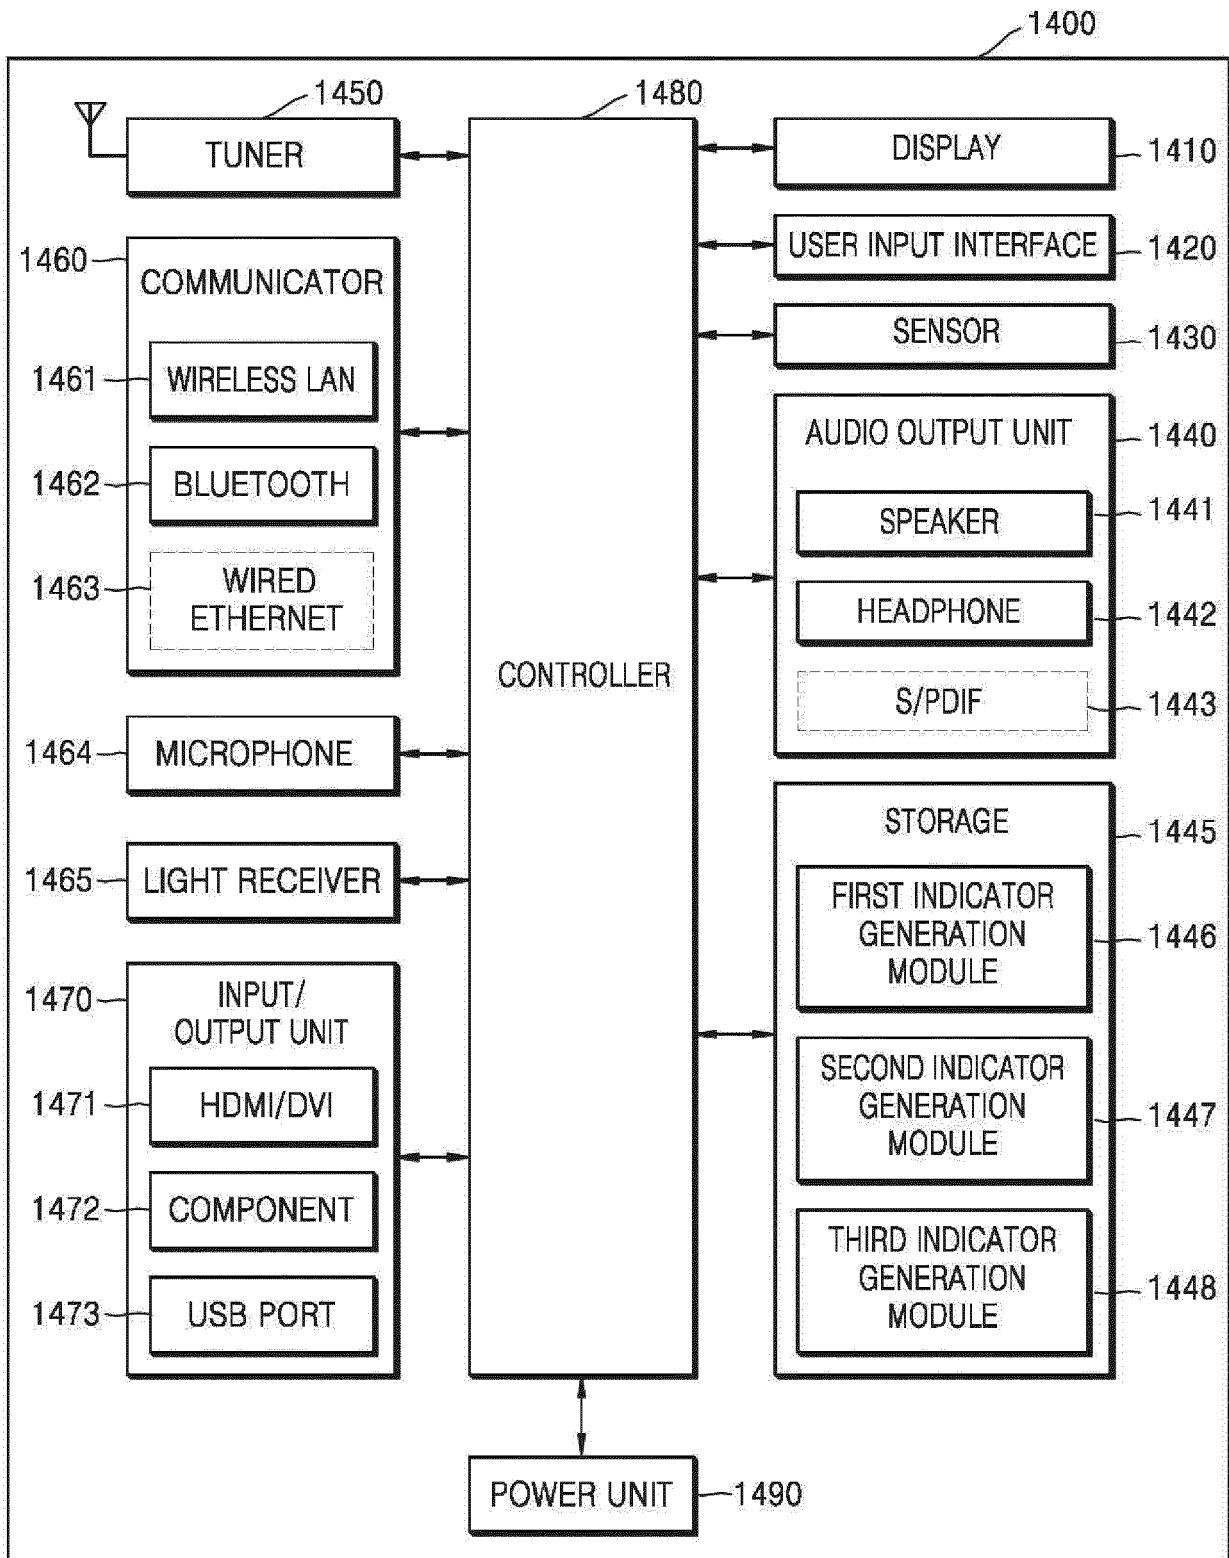 1400
1450
TUNER
1460
COMMUNICATOR
1461
WIRELESS LAN
1462
BLUETOOTH
1463
WIRED
ETHERNET
1464
MICROPHONE
1465
LIGHT RECEIVER
1470
INPUT/
OUTPUT UNIT
1471
HDMI/DVI
1472
COMPONENT
1473
USB PORT
1480
CONTROLLER
POWER UNIT
1490
DISPLAY
1410
USER INPUT INTERFACE
1420
SENSOR
1430
AUDIO OUTPUT UNIT
1440
SPEAKER
1441
HEADPHONE
1442
S/PDIF
1443
STORAGE
1445
FIRST INDICATOR
GENERATION
MODULE
1446
SECOND INDICATOR
GENERATION
MODULE
1447
THIRD INDICATOR
GENERATION
MODULE
1448